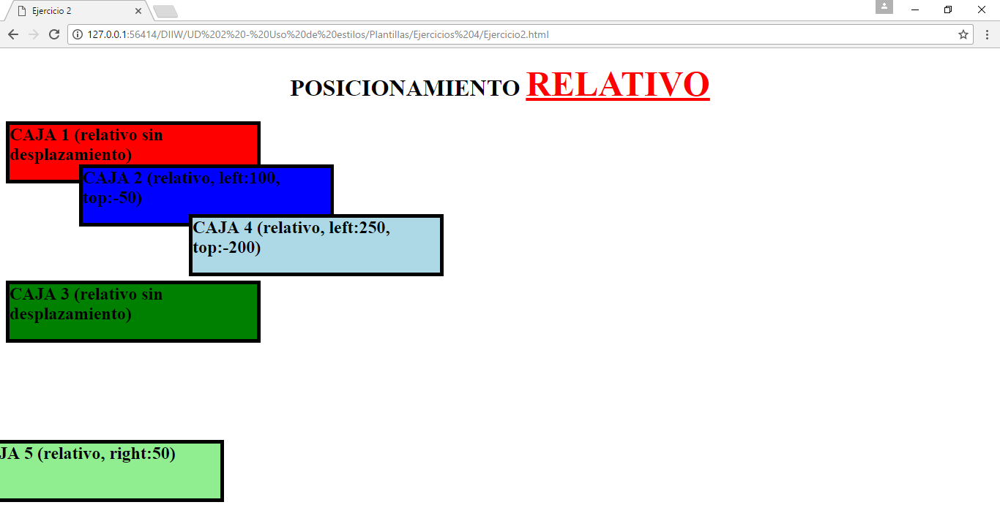 Ejercicio 2
127.0.0.1:56414/DIIW/UD%202%20-%20Uso%20de%20estilos/Plantillas/Ejercicios%204/Ejercicio2.html
POSICIONAMIENTO RELATIVO
CAJA 1 (relativo sin
desplazamiento)
CAJA 2 (relativo, left:100,
top:-50)
CAJA 4 (relativo, left:250,
top:-200)
CAJA 3 (relativo sin
desplazamiento)
JA 5 (relativo, right:50)